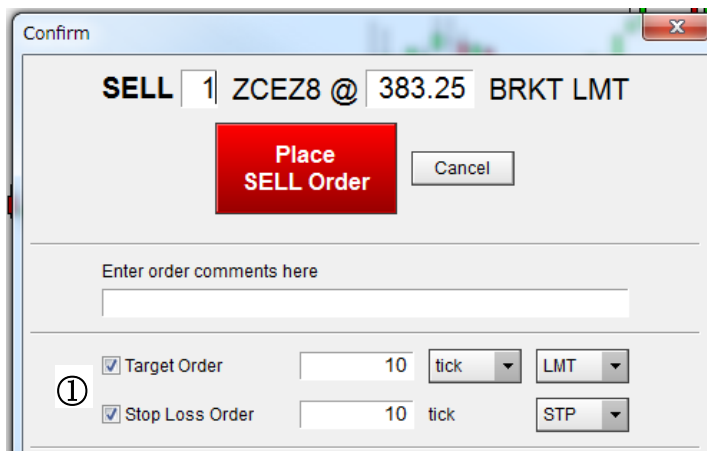 Confirm
SELL 1 ZCEZ8 @ 383.25 BRKT LMT
Place
SELL Order
Cancel
Enter order comments here
① Target Order 10 tick LMT
Stop Loss Order 10 tick STP